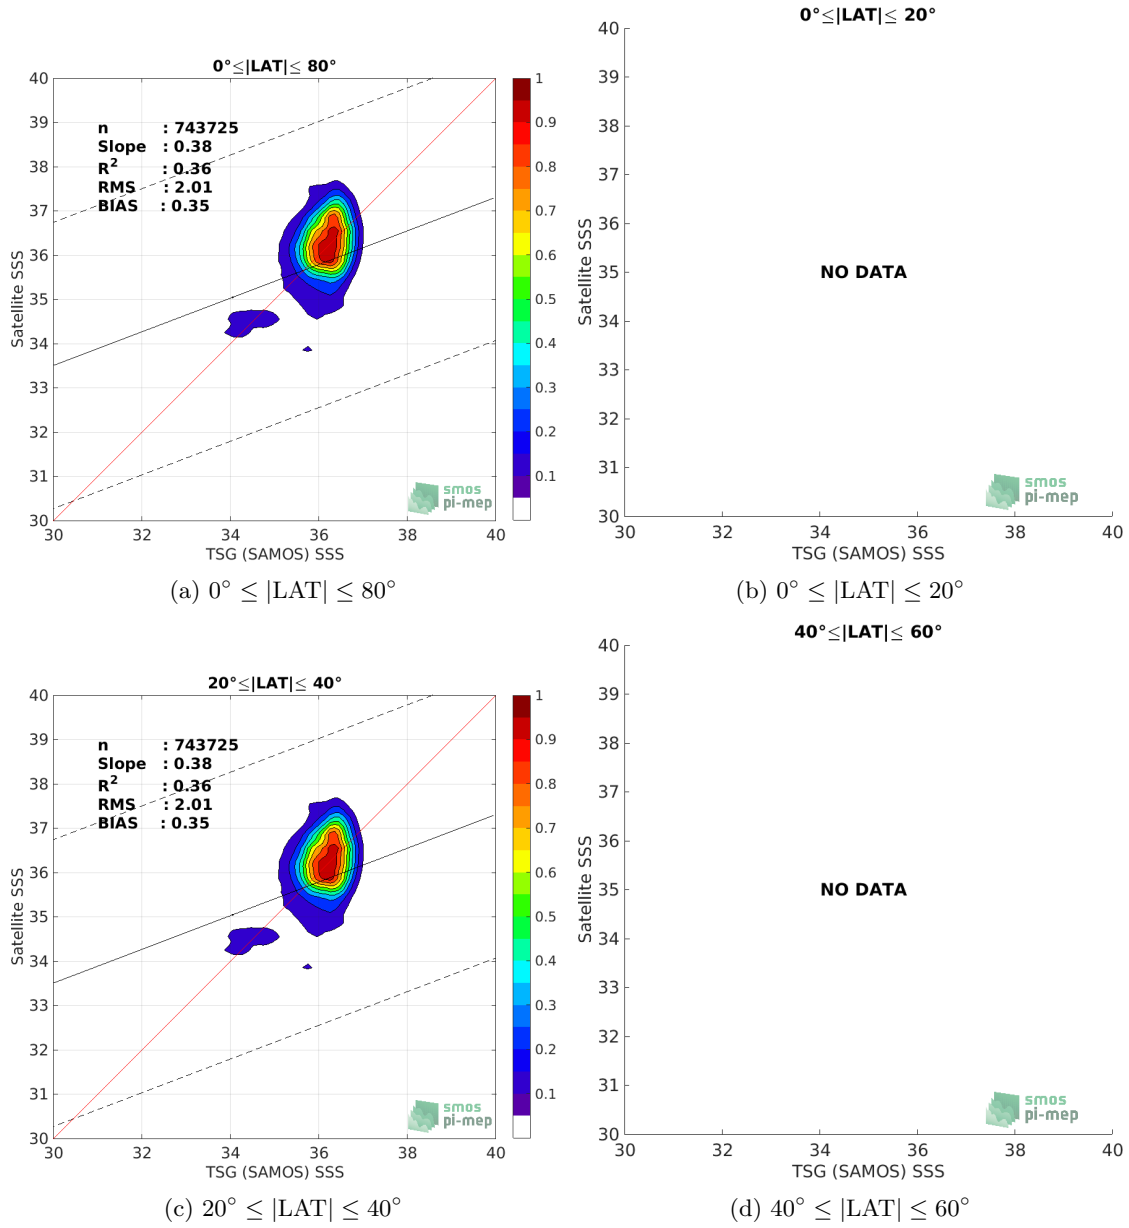 0°≤|LAT|≤ 80°
40
39
38
37
36
35
34
33
32
31
30
30 32 34 36 38 40
Satellite SSS
TSG (SAMOS) SSS
n : 743725
Slope : 0.38
R² : 0.36
RMS : 2.01
BIAS : 0.35
1
0.9
0.8
0.7
0.6
0.5
0.4
0.3
0.2
0.1
smos
pi-mep
(a) 0° ≤ |LAT| ≤ 80°
0°≤|LAT|≤ 20°
40
39
38
37
36
35
34
33
32
31
30
30 32 34 36 38 40
Satellite SSS
TSG (SAMOS) SSS
NO DATA
smos
pi-mep
(b) 0° ≤ |LAT| ≤ 20°
20°≤|LAT|≤ 40°
40
39
38
37
36
35
34
33
32
31
30
30 32 34 36 38 40
Satellite SSS
TSG (SAMOS) SSS
n : 743725
Slope : 0.38
R² : 0.36
RMS : 2.01
BIAS : 0.35
1
0.9
0.8
0.7
0.6
0.5
0.4
0.3
0.2
0.1
smos
pi-mep
(c) 20° ≤ |LAT| ≤ 40°
40°≤|LAT|≤ 60°
40
39
38
37
36
35
34
33
32
31
30
30 32 34 36 38 40
Satellite SSS
TSG (SAMOS) SSS
NO DATA
smos
pi-mep
(d) 40° ≤ |LAT| ≤ 60°